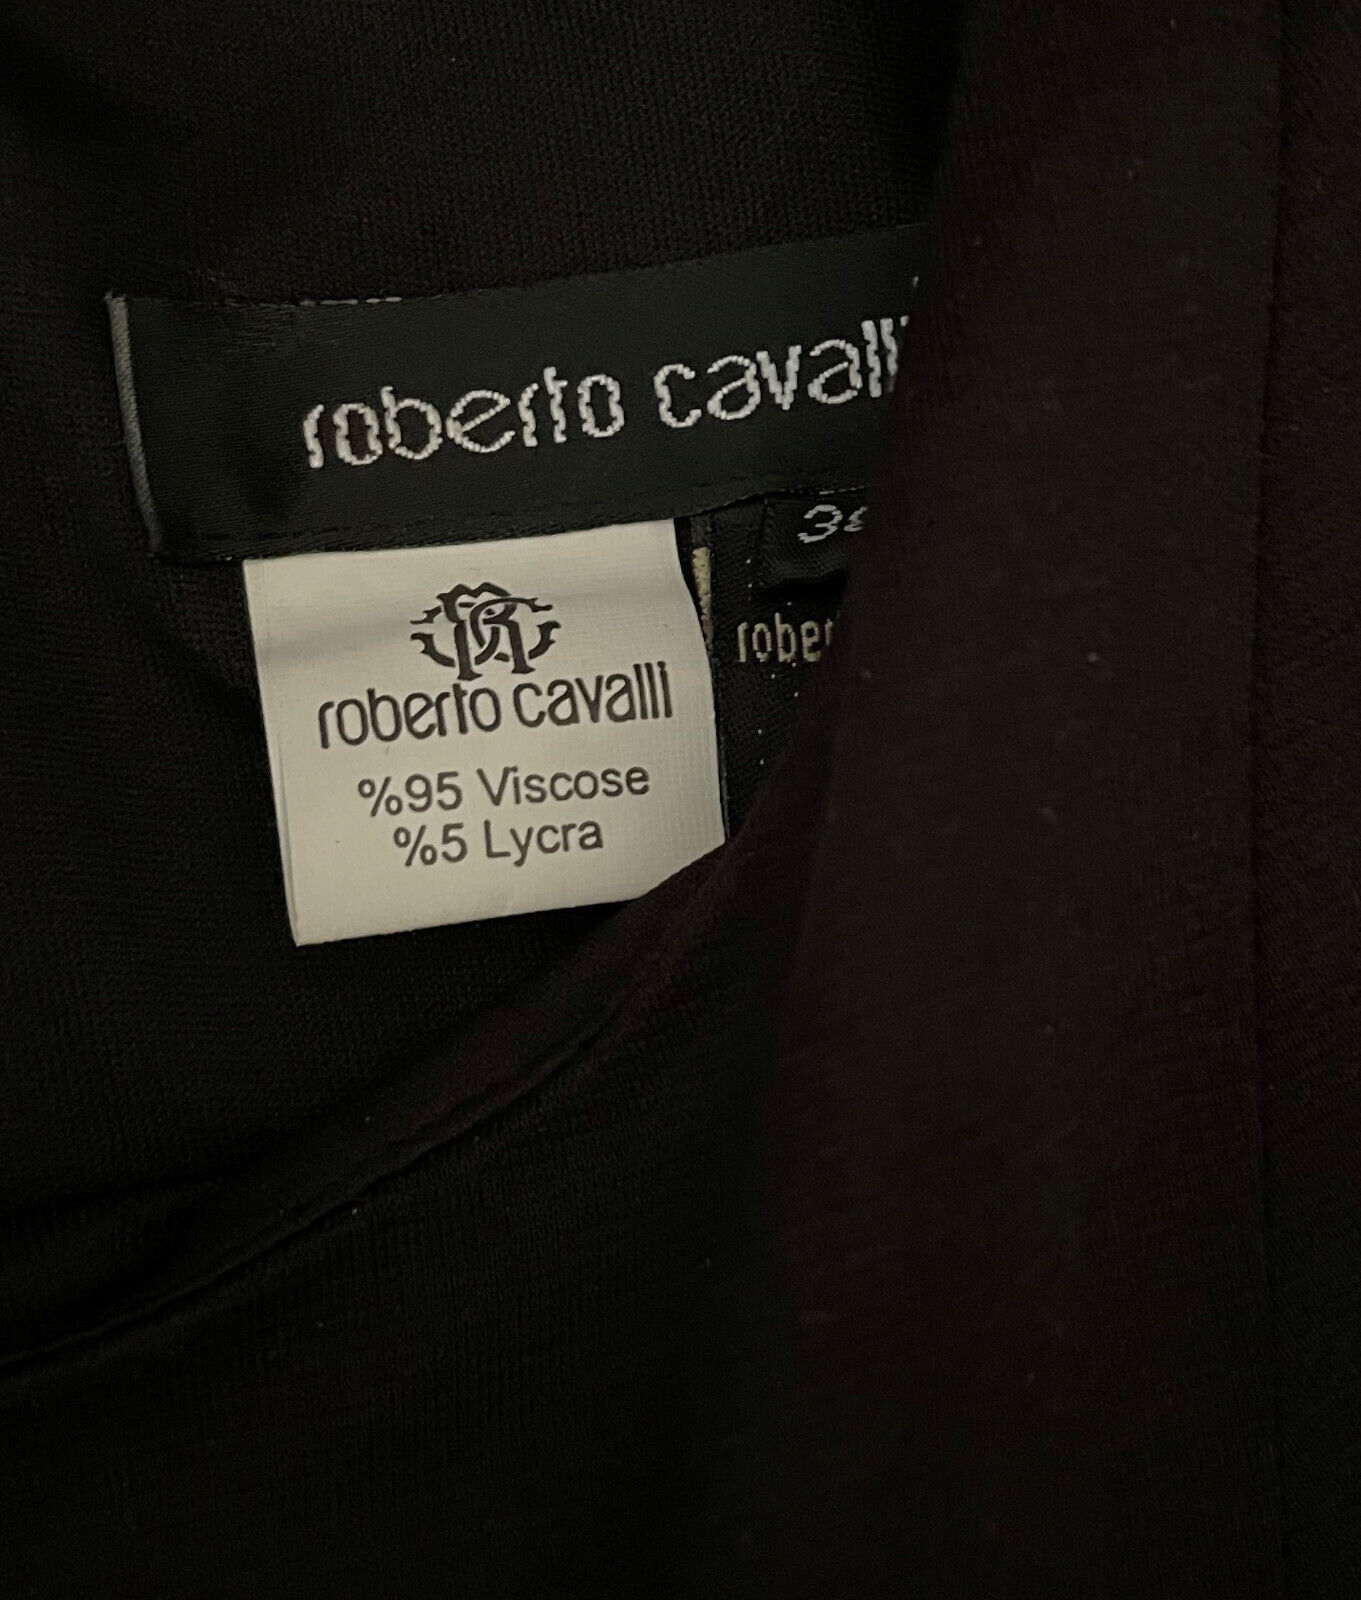 roberto cavalli
roberto cavalli
%95 Viscose
%5 Lycra